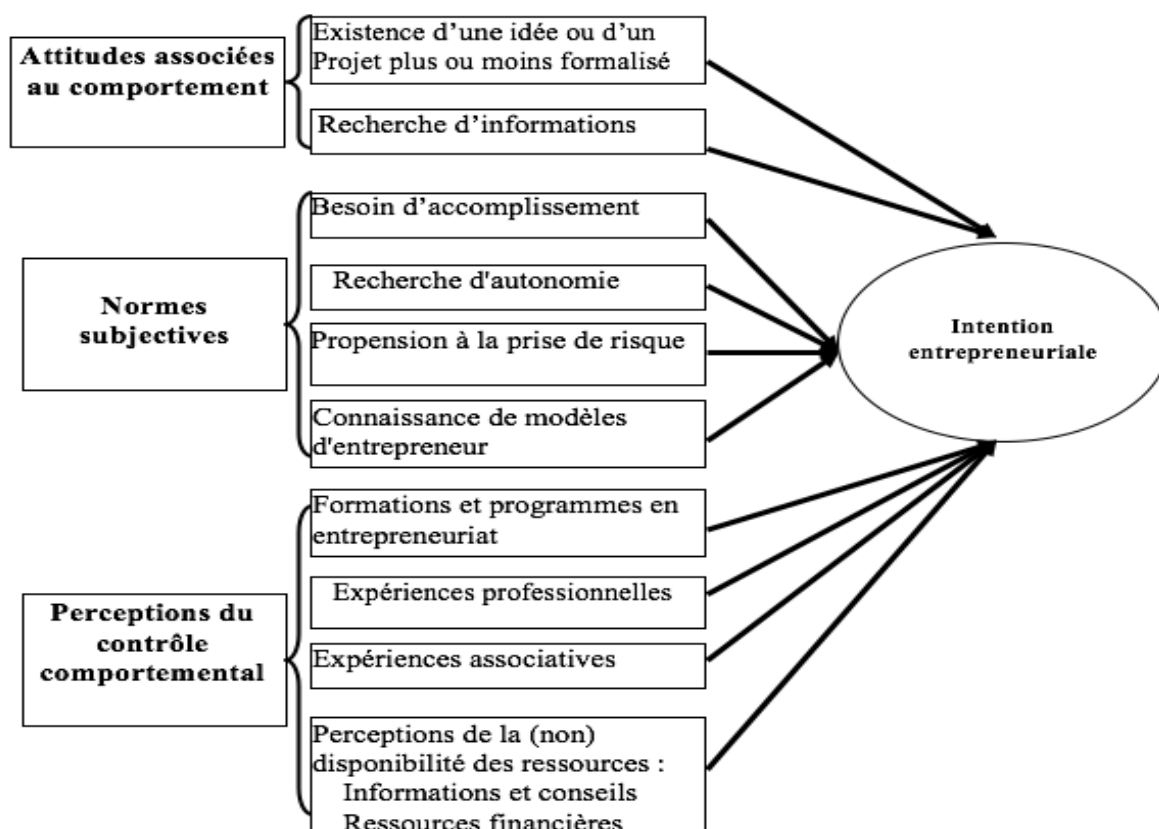 Attitudes associées
au comportement
Existence d'une idée ou d'un
Projet plus ou moins formalisé
Recherche d'informations
Normes
subjectives
Besoin d'accomplissement
Recherche d'autonomie
Propension à la prise de risque
Connaissance de modèles
d'entrepreneur
Perceptions du
contrôle
comportemental
Formations et programmes en
entrepreneuriat
Expériences professionnelles
Expériences associatives
Perceptions de la (non)
disponibilité des ressources :
Informations et conseils
Ressources financières
Intention
entrepreneuriale